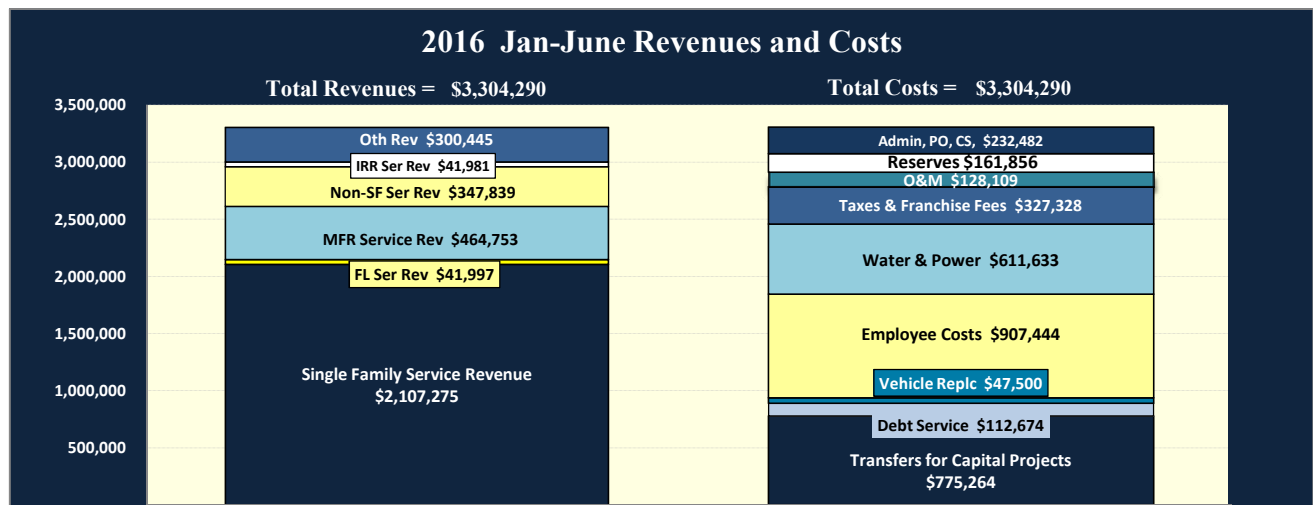 2016 Jan-June Revenues and Costs
Total Revenues = $3,304,290
Total Costs = $3,304,290
3,500,000
3,000,000
2,500,000
2,000,000
1,500,000
1,000,000
500,000
Oth Rev $300,445
IRR Ser Rev $41,981
Non-SF Ser Rev $347,839
MFR Service Rev $464,753
FL Ser Rev $41,997
Single Family Service Revenue
$2,107,275
Admin, PO, CS, $232,482
Reserves $161,856
O&M $128,109
Taxes & Franchise Fees $327,328
Water & Power $611,633
Employee Costs $907,444
Vehicle Replc $47,500
Debt Service $112,674
Transfers for Capital Projects
$775,264